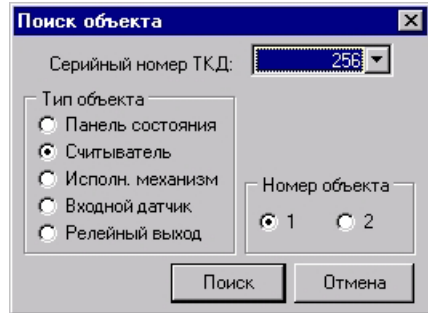 Поиск объекта
Серийный номер ТКД: 256
Тип объекта
Панель состояния
Считыватель
Исполн. механизм
Входной датчик
Релейный выход
Номер объекта
1 2
Поиск Отмена